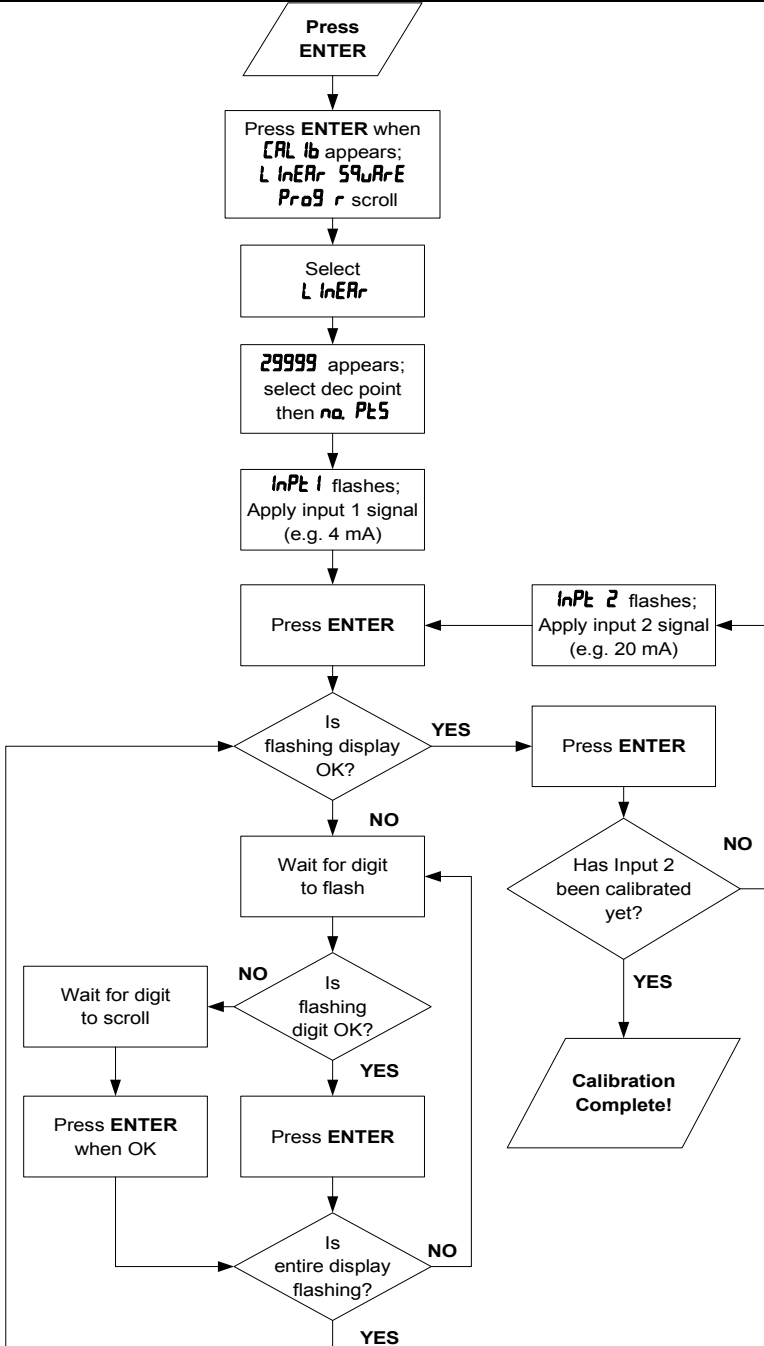 Press
ENTER
Press ENTER when
CALIb appears;
LInEAr SquArE
Prog r scroll
Select
LInEAr
29999 appears;
select dec point
then no. PtS
InPt 1 flashes;
Apply input 1 signal
(e.g. 4 mA)
Press ENTER
InPt 2 flashes;
Apply input 2 signal
(e.g. 20 mA)
Is
flashing display
OK?
YES
Press ENTER
NO
Wait for digit
to flash
Has Input 2
been calibrated
yet?
NO
YES
Is
flashing
digit OK?
NO
Wait for digit
to scroll
YES
Press ENTER
when OK
Press ENTER
Calibration
Complete!
Is
entire display
flashing?
NO
YES